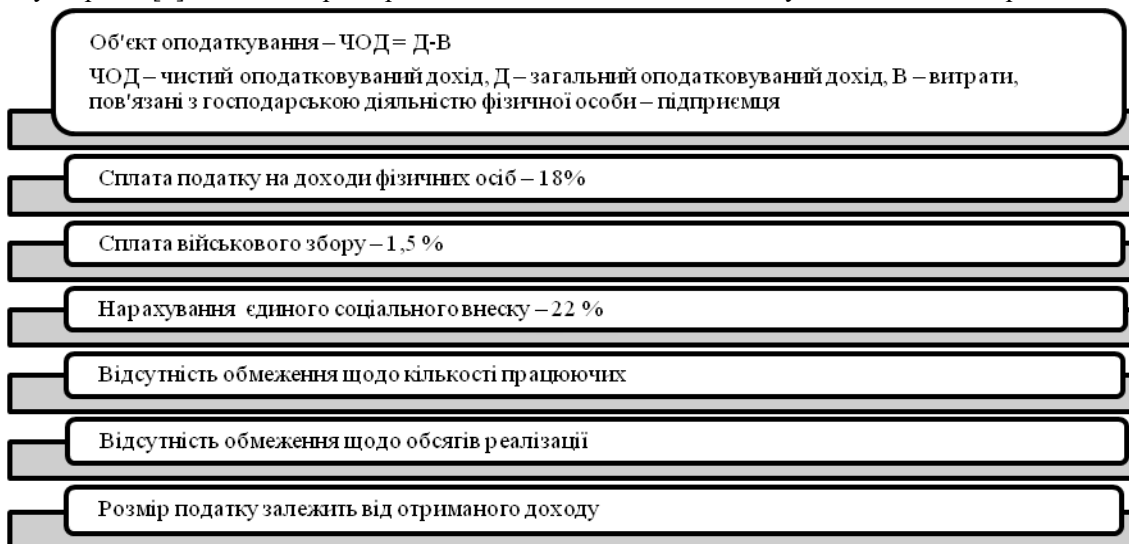 Об'єкт оподаткування – ЧОД = Д-В
ЧОД – чистий оподатковуваний дохід, Д – загальний оподатковуваний дохід, В – витрати,
пов'язані з господарською діяльністю фізичної особи – підприємця
Сплата податку на доходи фізичних осіб – 18%
Сплата військового збору – 1,5 %
Нарахування єдиного соціального внеску – 22 %
Відсутність обмеження щодо кількості працюючих
Відсутність обмеження щодо обсягів реалізації
Розмір податку залежить від отриманого доходу